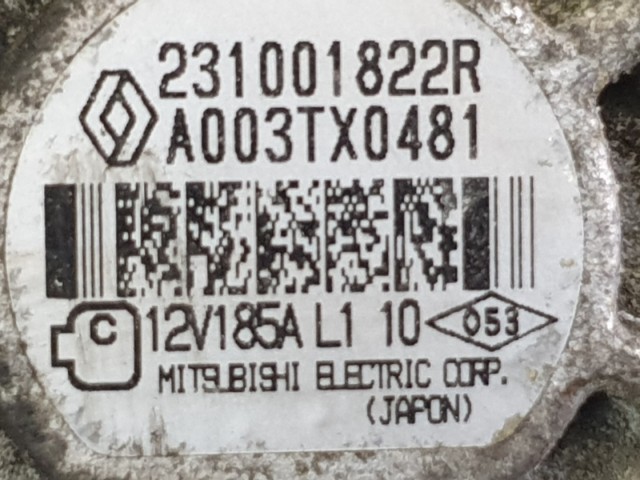 231001822R
A003TX0481
C 12V185A L1 10 053
MITSUBISHI ELECTRIC CORP.
(JAPON)